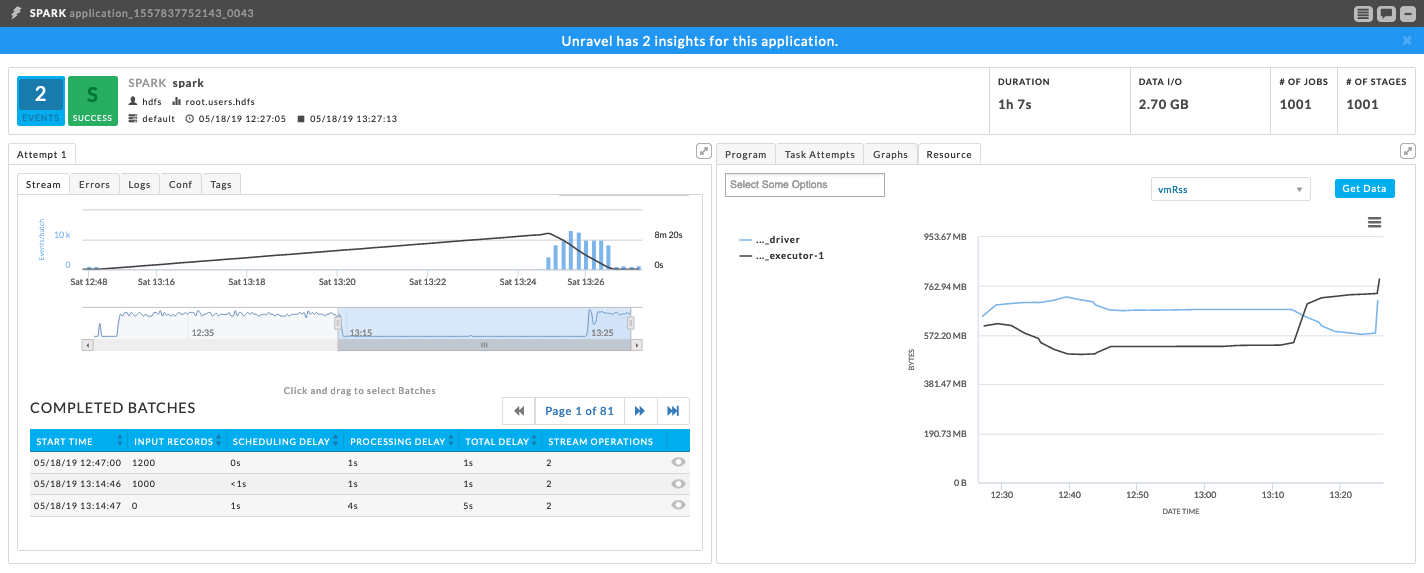 SPARK application_1557837752143_0043
Unravel has 2 insights for this application.
2
EVENTS
S
SUCCESS
SPARK spark
hdfs root.users.hdfs
default 05/18/19 12:27:05 05/18/19 13:27:13
DURATION
1h 7s
DATA I/O
2.70 GB
# OF JOBS
1001
# OF STAGES
1001
Attempt 1
Stream Errors Logs Conf Tags
Events/batch
10 k
0
8m 20s
0s
Sat 12:48 Sat 13:16 Sat 13:18 Sat 13:20 Sat 13:22 Sat 13:24 Sat 13:26
12:35 13:15 13:25
Click and drag to select Batches
COMPLETED BATCHES
Page 1 of 81
START TIME INPUT RECORDS SCHEDULING DELAY PROCESSING DELAY TOTAL DELAY STREAM OPERATIONS
05/18/19 12:47:00 1200 0s 1s 1s 2
05/18/19 13:14:46 1000 <1s 1s 1s 2
05/18/19 13:14:47 0 1s 4s 5s 2
Program Task Attempts Graphs Resource
Select Some Options
vmRss
Get Data
..._driver
..._executor-1
BYTES
953.67 MB
762.94 MB
572.20 MB
381.47 MB
190.73 MB
0 B
12:30 12:40 12:50 13:00 13:10 13:20
DATE TIME